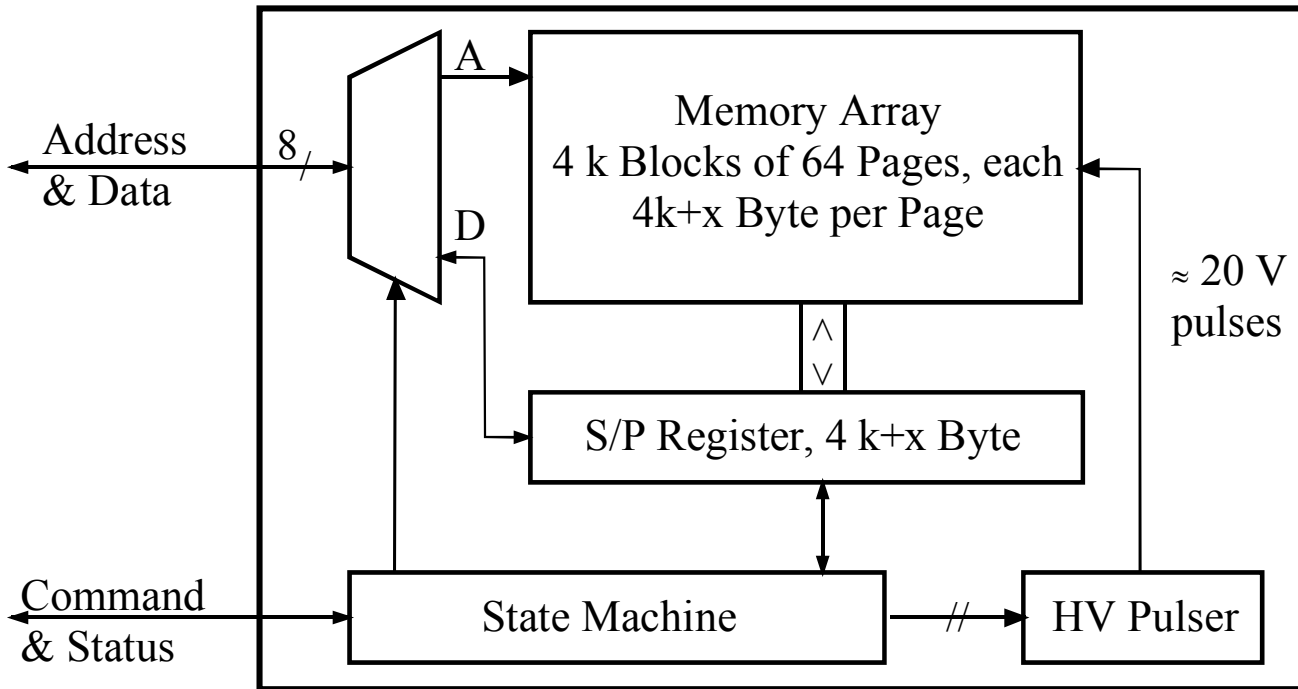 A
Memory Array
4 k Blocks of 64 Pages, each
4k+x Byte per Page
Address
& Data
8
D
≈ 20 V
pulses
S/P Register, 4 k+x Byte
Command
& Status
State Machine
//
HV Pulser